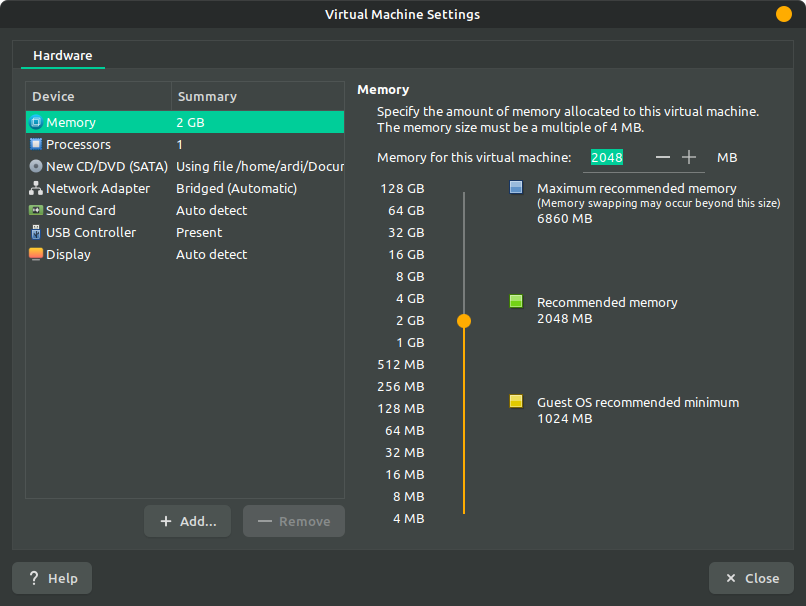 Virtual Machine Settings
Hardware
Device Summary
Memory 2 GB
Processors 1
New CD/DVD (SATA) Using file /home/ardi/Docur
Network Adapter Bridged (Automatic)
Sound Card Auto detect
USB Controller Present
Display Auto detect
+ Add...
— Remove
Memory
Specify the amount of memory allocated to this virtual machine.
The memory size must be a multiple of 4 MB.
Memory for this virtual machine: 2048 — + MB
128 GB
64 GB
32 GB
16 GB
8 GB
4 GB
2 GB
1 GB
512 MB
256 MB
128 MB
64 MB
32 MB
16 MB
8 MB
4 MB
Maximum recommended memory
(Memory swapping may occur beyond this size)
6860 MB
Recommended memory
2048 MB
Guest OS recommended minimum
1024 MB
? Help
× Close